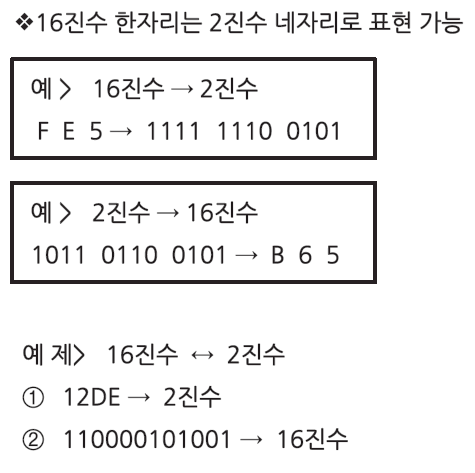 ❖16진수 한자리는 2진수 네자리로 표현 가능
예 > 16진수 → 2진수
F E 5 → 1111 1110 0101
예 > 2진수 → 16진수
1011 0110 0101 → B 6 5
예 제> 16진수 ↔ 2진수
① 12DE → 2진수
② 110000101001 → 16진수